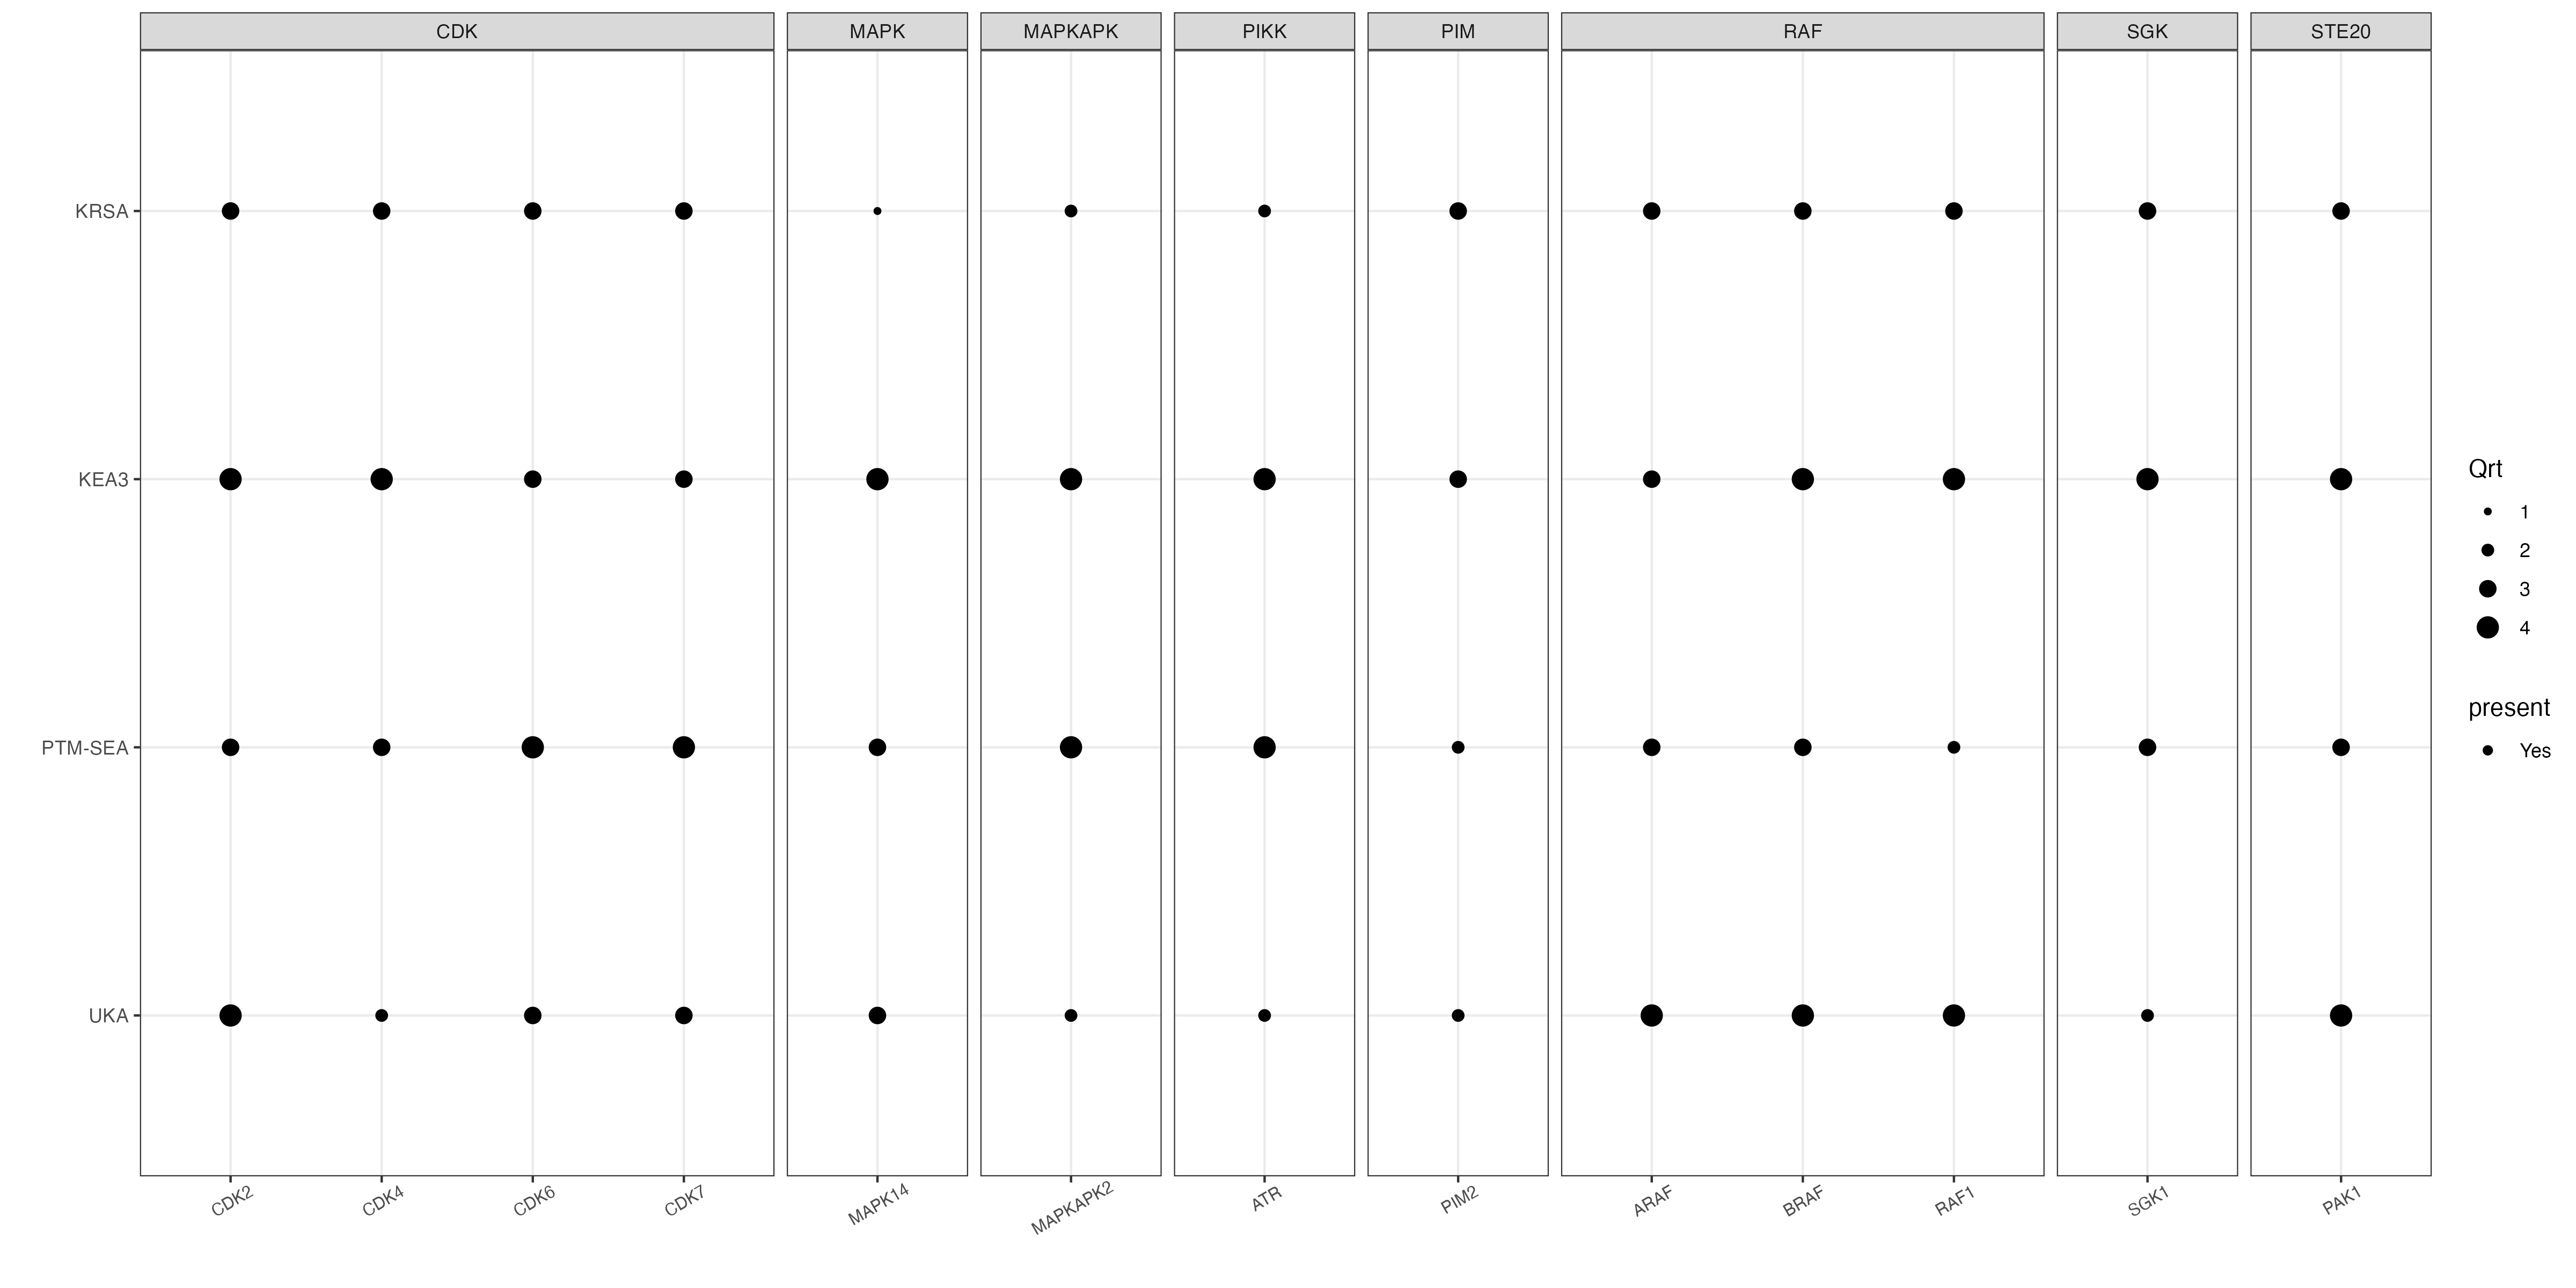 CDK MAPK MAPKAPK PIKK PIM RAF SGK STE20
KRSA
KEA3
PTM-SEA
UKA
CDK2 CDK4 CDK6 CDK7 MAPK14 MAPKAPK2 ATR PIM2 ARAF BRAF RAF1 SGK1 PAK1
Qrt
1
2
3
4
present
Yes